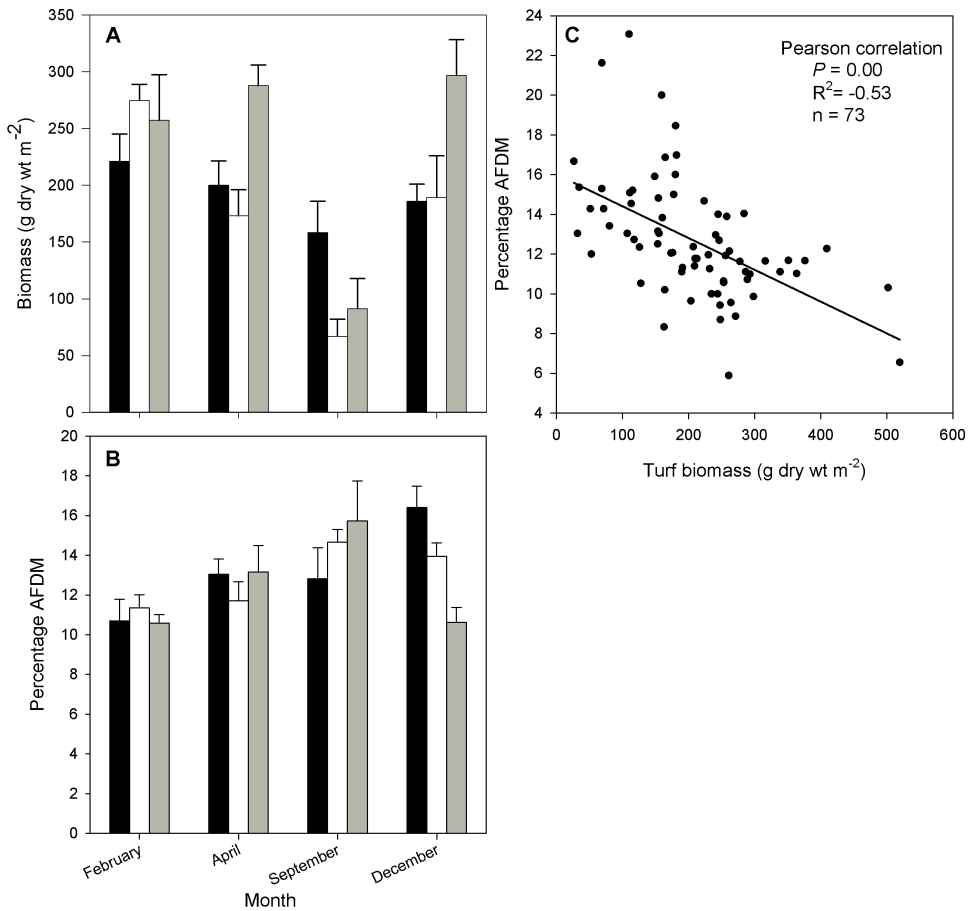 A
350
300
250
200
150
100
50
0
Biomass (g dry wt m-2)
B
20
18
16
14
12
10
8
6
4
2
0
Percentage AFDM
February
April
September
December
Month
C
Pearson correlation
P = 0.00
R2= -0.53
n = 73
24
22
20
18
16
14
12
10
8
6
4
Percentage AFDM
0 100 200 300 400 500 600
Turf biomass (g dry wt m-2)